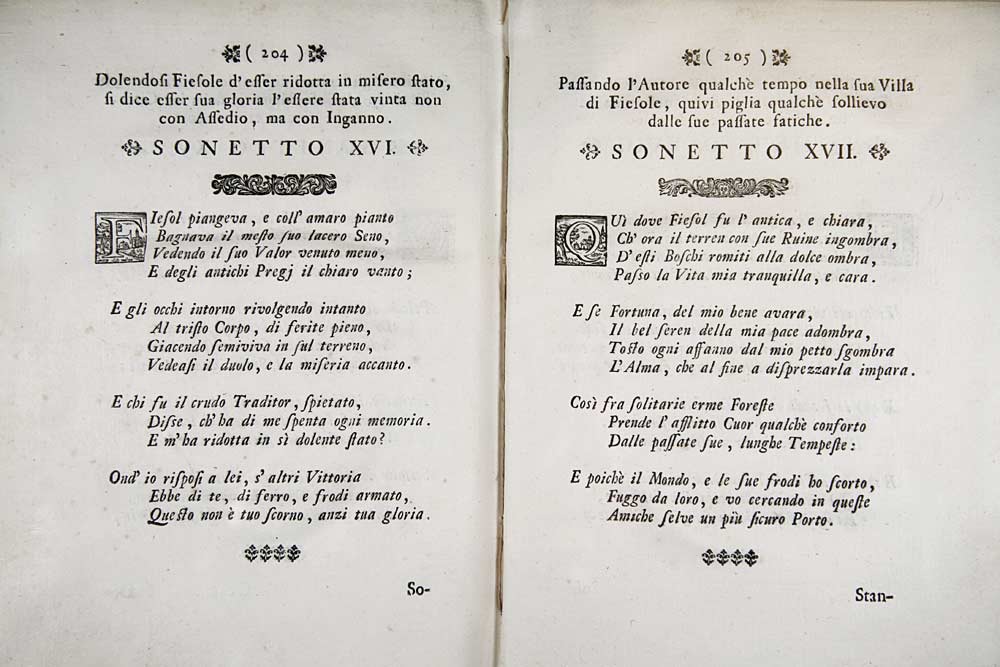 ( 204 )
Dolendosi Fiesole d'esser ridotta in misero stato,
si dice esser sua gloria l'essere stata vinta non
con Assedio, ma con Inganno.
SONETTO XVI.
FIesol piangeva, e coll' amaro pianto
Bagnava il mesto suo lacero Seno,
Vedendo il suo Valor venuto meno,
E degli antichi Pregj il chiaro vanto;
E gli occhi intorno rivolgendo intanto
Al tristo Corpo, di ferite pieno,
Giacendo semiviva in sul terreno,
Vedeasi il duolo, e la miseria accanto.
E chi fu il crudo Traditor, spietato,
Disse, ch' ha di me spenta ogni memoria.
E m' ha ridotta in sì dolente stato?
Ond' io risposi a lei, s' altri Vittoria
Ebbe di te, di ferro, e frodi armato,
Questo non è tuo scorno, anzi tua gloria.
So-
( 205 )
Passando l'Autore qualchè tempo nella sua Villa
di Fiesole, quivi piglia qualchè sollievo
dalle sue passate fatiche.
SONETTO XVII.
QUì dove Fiesol fu l' antica, e chiara,
Ch' ora il terren con sue Ruine ingombra,
D' esti Boschi romiti alla dolce ombra,
Passo la Vita mia tranquilla, e cara.
E se Fortuna, del mio bene avara,
Il bel seren della mia pace adombra,
Tosto ogni affanno dal mio petto sgombra
L' Alma, che al fine a disprezzarla impara.
Così fra solitarie erme Foreste
Prende l' afflitto Cuor qualchè conforto
Dalle passate sue, lunghe Tempeste:
E poichè il Mondo, e le sue frodi ho scorto,
Fuggo da loro, e vo cercando in queste
Amiche selve un più sicuro Porto.
Stan-